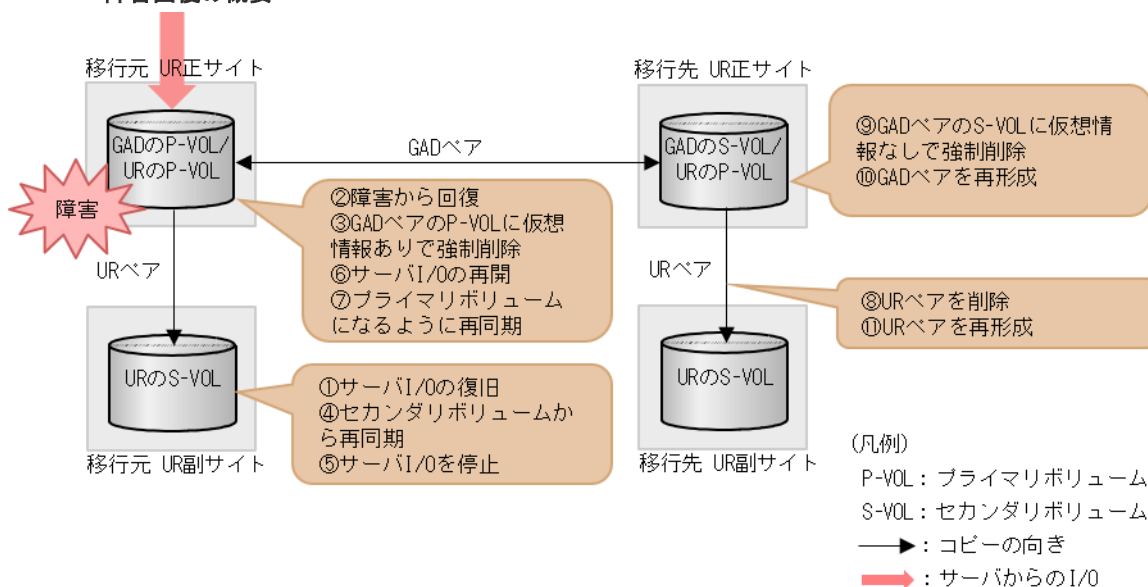 移行元 UR正サイト
移行先 UR正サイト
GADのP-VOL/
URのP-VOL
GADペア
GADのS-VOL/
URのP-VOL
⑨GADペアのS-VOLに仮想情
報なしで強制削除
⑩GADペアを再形成
障害
②障害から回復
③GADペアのP-VOLに仮想
情報ありで強制削除
⑥サーバI/Oの再開
⑦プライマリボリューム
になるように再同期
URペア
URペア
⑧URペアを削除
⑪URペアを再形成
URのS-VOL
①サーバI/Oの復旧
④セカンダリボリュームか
ら再同期
⑤サーバI/Oを停止
URのS-VOL
移行元 UR副サイト
移行先 UR副サイト
(凡例)
P-VOL：プライマリボリューム
S-VOL：セカンダリボリューム
：コピーの向き
：サーバからのI/O